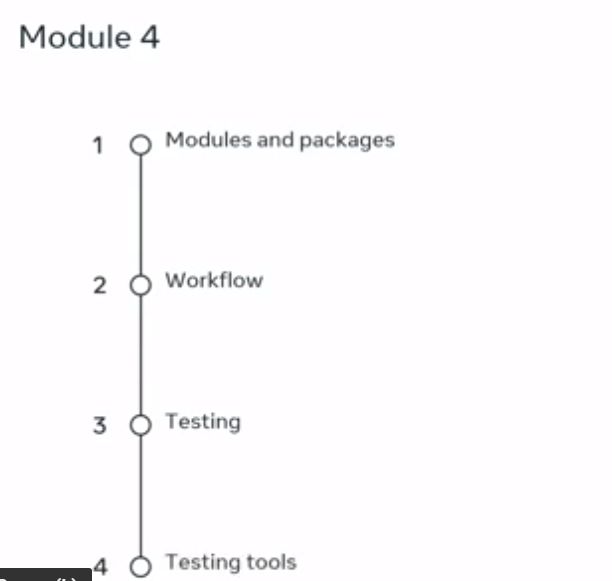 Module 4
1 Modules and packages
2 Workflow
3 Testing
4 Testing tools